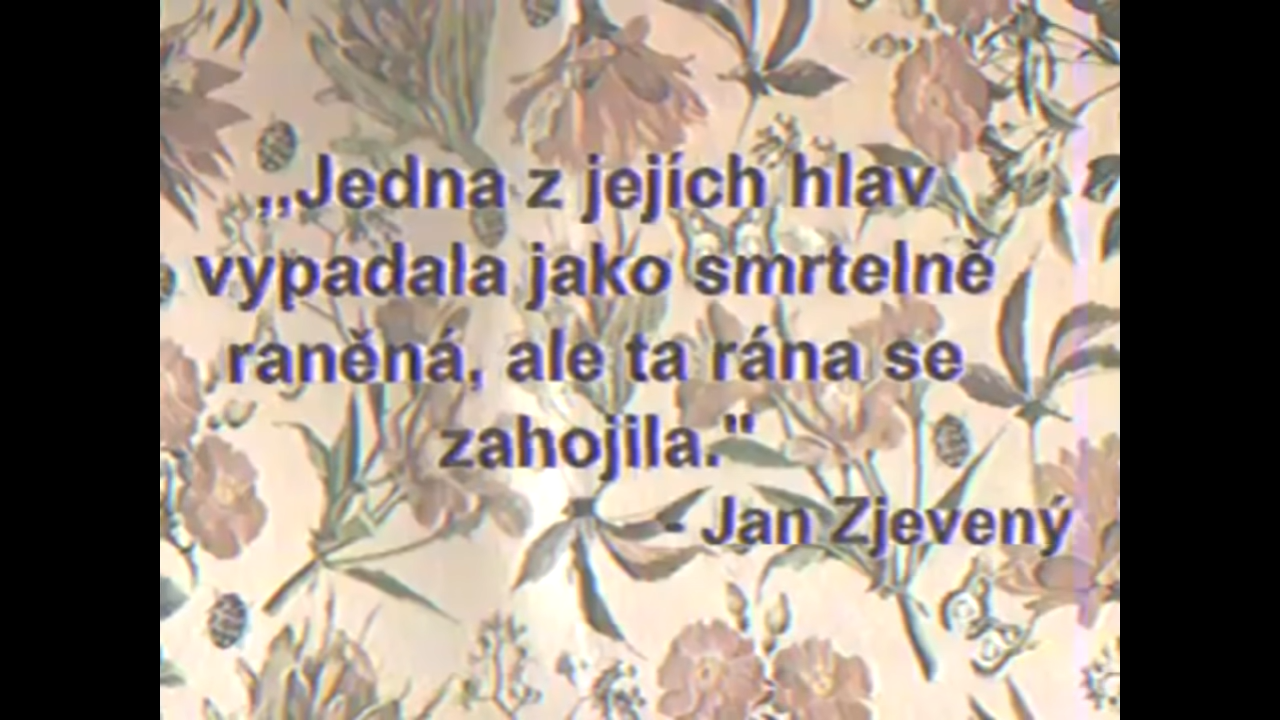 ,,Jedna z jejích hlav
vypadala jako smrtelně
raněná, ale ta rána se
zahojila."
- Jan Zjevený